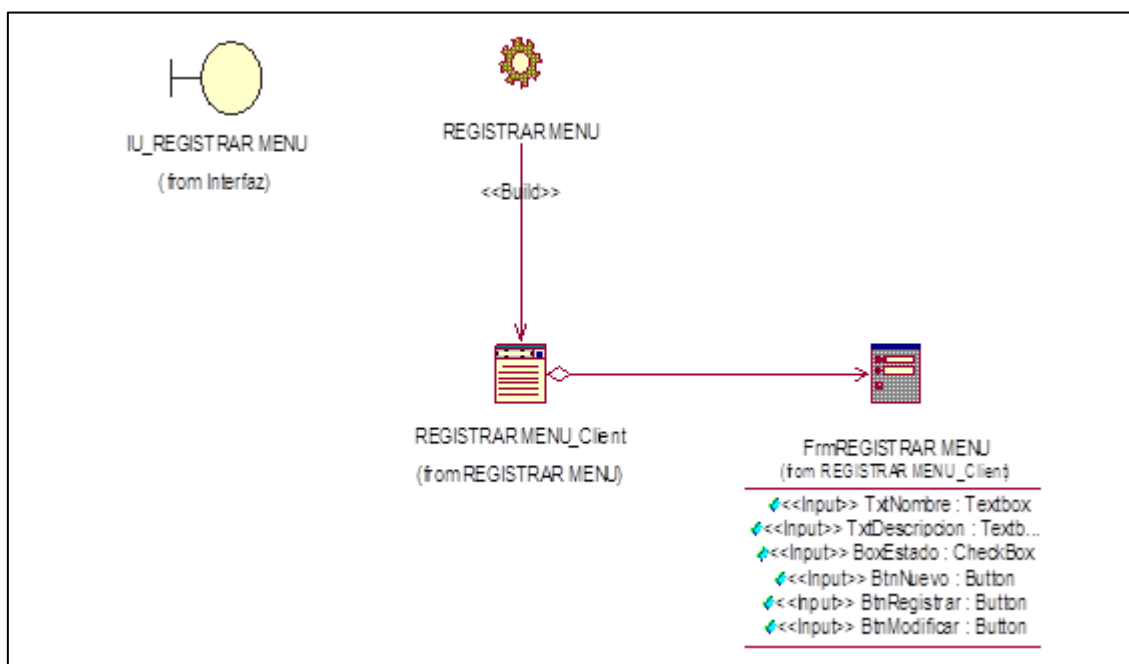 IU_REGISTRAR MENU
(from Interfaz)
REGISTRAR MENU
<<Build>>
REGISTRAR MENU_Client
(from REGISTRAR MENU)
FrmREGISTRAR MENU
(from REGISTRAR MENU_Client)
<<Input>> TxtNombre : Textbox
<<Input>> TxtDescripcion : Textb...
<<Input>> BoxEstado : CheckBox
<<Input>> BtnNuevo : Button
<<Input>> BtnRegistrar : Button
<<Input>> BtnModificar : Button